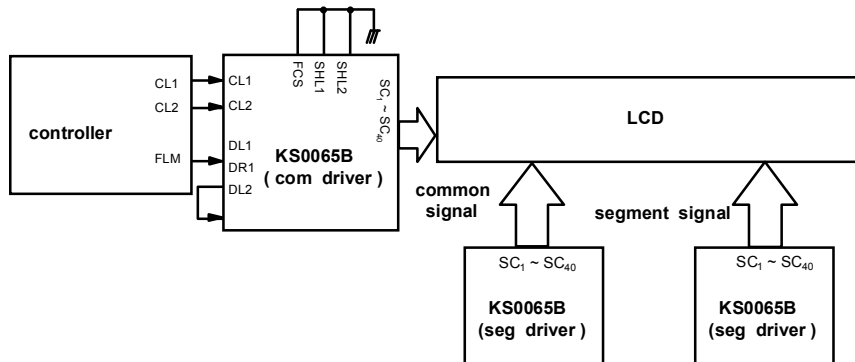 FCS
SHL1
SHL2
CL1
CL2
FLM
controller
CL1
CL2
DL1
DR1
DL2
SC1 ~ SC40
KS0065B
( com driver )
LCD
common
signal
segment signal
SC1 ~ SC40
KS0065B
(seg driver )
SC1 ~ SC40
KS0065B
(seg driver )